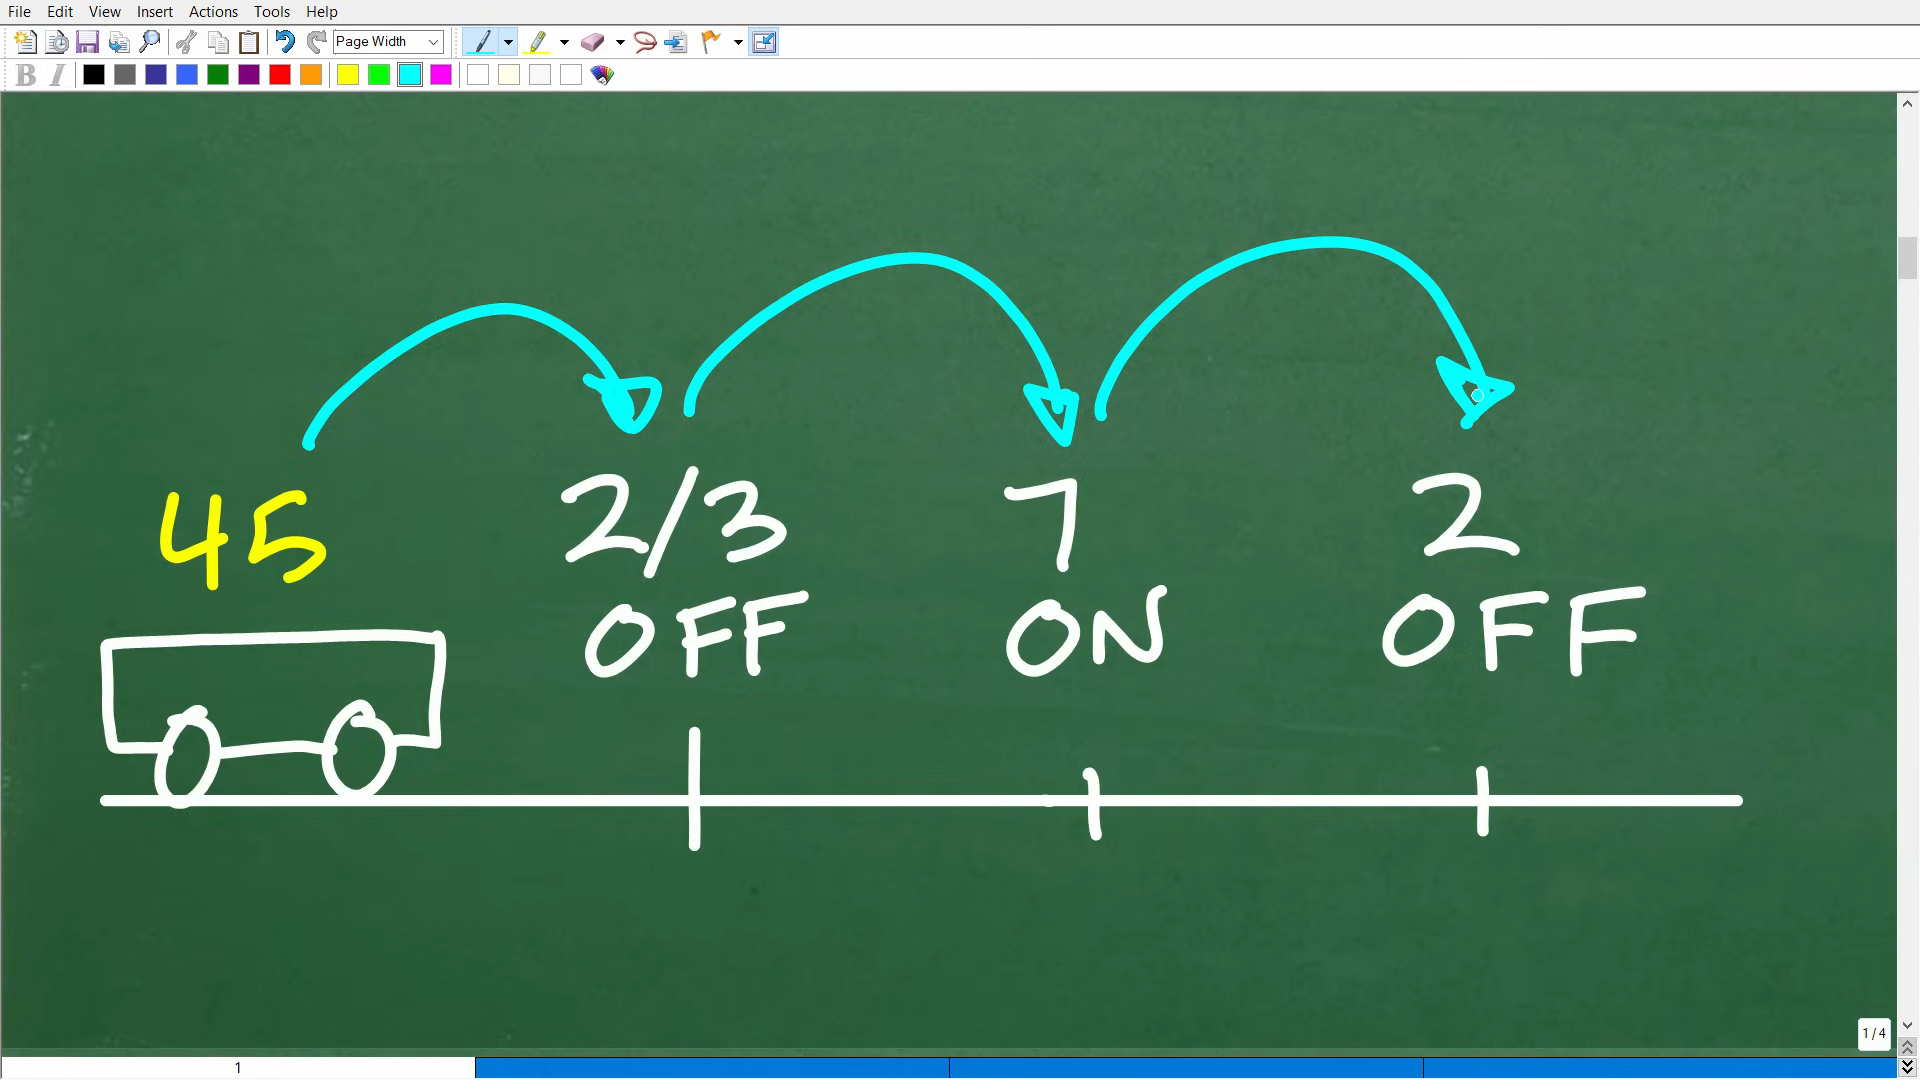 File Edit View Insert Actions Tools Help
Page Width
B I
45 2/3 7 2
OFF ON OFF
1 / 4
1